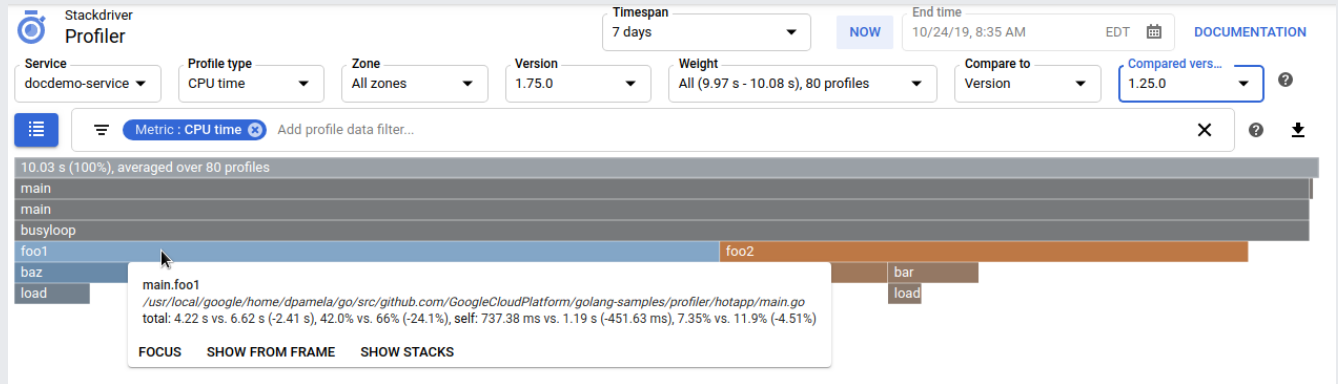 Stackdriver
Profiler
Timespan
7 days
NOW
End time
10/24/19, 8:35 AM
EDT
DOCUMENTATION
Service
docdemo-service
Profile type
CPU time
Zone
All zones
Version
1.75.0
Weight
All (9.97 s - 10.08 s), 80 profiles
Compare to
Version
Compared vers...
1.25.0
Metric : CPU time
Add profile data filter...
10.03 s (100%), averaged over 80 profiles
main
main
busyloop
foo1
foo2
baz
bar
load
load
main.foo1
/usr/local/google/home/dpamela/go/src/github.com/GoogleCloudPlatform/golang-samples/profiler/hotapp/main.go
total: 4.22 s vs. 6.62 s (-2.41 s), 42.0% vs. 66% (-24.1%), self: 737.38 ms vs. 1.19 s (-451.63 ms), 7.35% vs. 11.9% (-4.51%)
FOCUS
SHOW FROM FRAME
SHOW STACKS